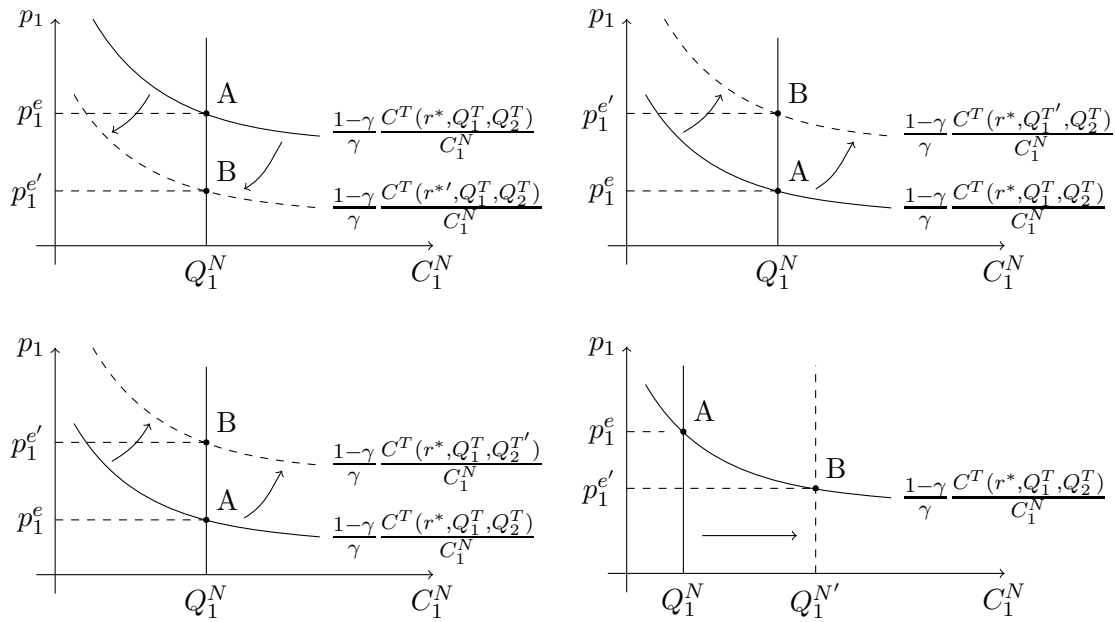 p_1
A
p_1^e
\frac{1-\gamma}{\gamma} \frac{C^T(r^*,Q_1^T,Q_2^T)}{C_1^N}
B
p_1^{e'}
\frac{1-\gamma}{\gamma} \frac{C^T(r^{*'},Q_1^T,Q_2^T)}{C_1^N}
Q_1^N
C_1^N
p_1
B
p_1^{e'}
\frac{1-\gamma}{\gamma} \frac{C^T(r^*,Q_1^{T'},Q_2^T)}{C_1^N}
A
p_1^e
\frac{1-\gamma}{\gamma} \frac{C^T(r^*,Q_1^T,Q_2^T)}{C_1^N}
Q_1^N
C_1^N
p_1
B
p_1^{e'}
\frac{1-\gamma}{\gamma} \frac{C^T(r^*,Q_1^T,Q_2^{T'})}{C_1^N}
A
p_1^e
\frac{1-\gamma}{\gamma} \frac{C^T(r^*,Q_1^T,Q_2^T)}{C_1^N}
Q_1^N
C_1^N
p_1
A
p_1^e
B
p_1^{e'}
\frac{1-\gamma}{\gamma} \frac{C^T(r^*,Q_1^T,Q_2^T)}{C_1^N}
Q_1^N
Q_1^{N'}
C_1^N